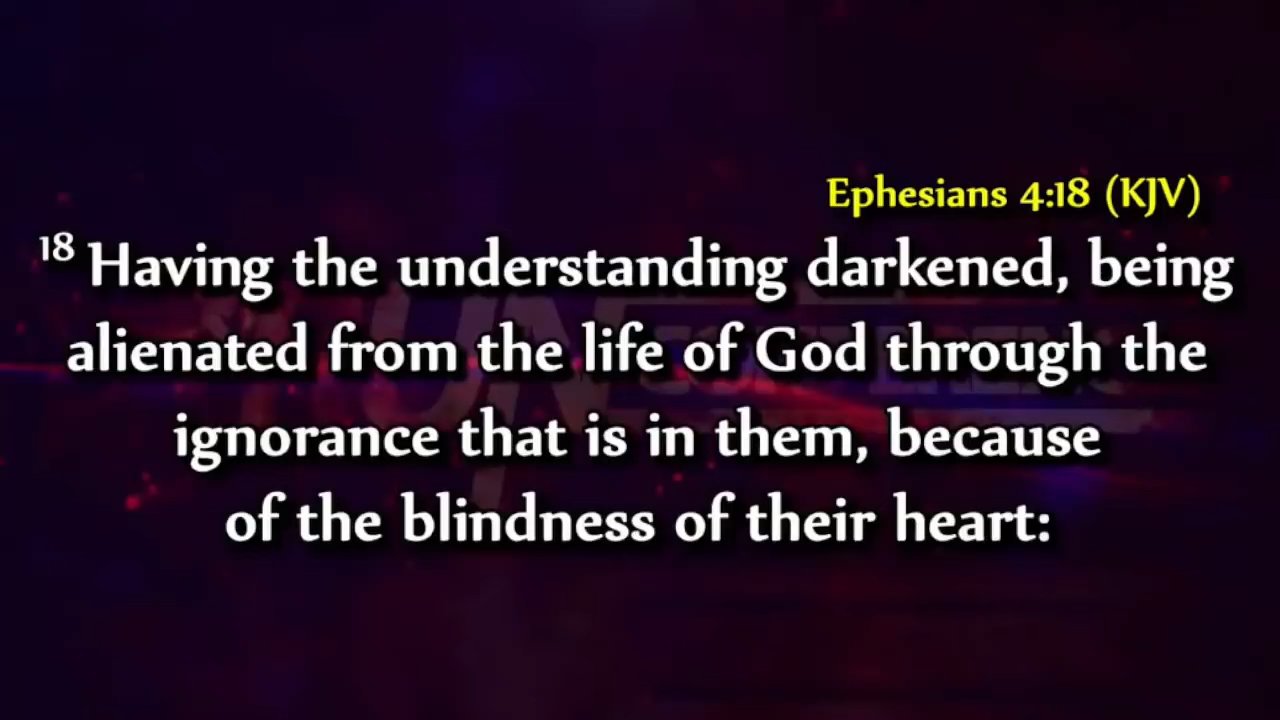 Ephesians 4:18 (KJV)
18 Having the understanding darkened, being
alienated from the life of God through the
ignorance that is in them, because
of the blindness of their heart:
UN